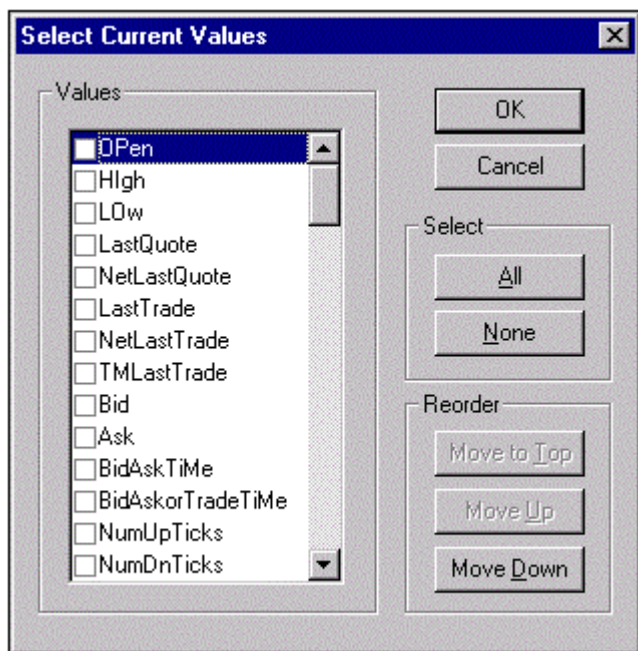 Select Current Values
Values
OPen
HIgh
LOw
LastQuote
NetLastQuote
LastTrade
NetLastTrade
TMLastTrade
Bid
Ask
BidAskTiMe
BidAskorTradeTiMe
NumUpTicks
NumDnTicks
OK
Cancel
Select
All
None
Reorder
Move to Top
Move Up
Move Down